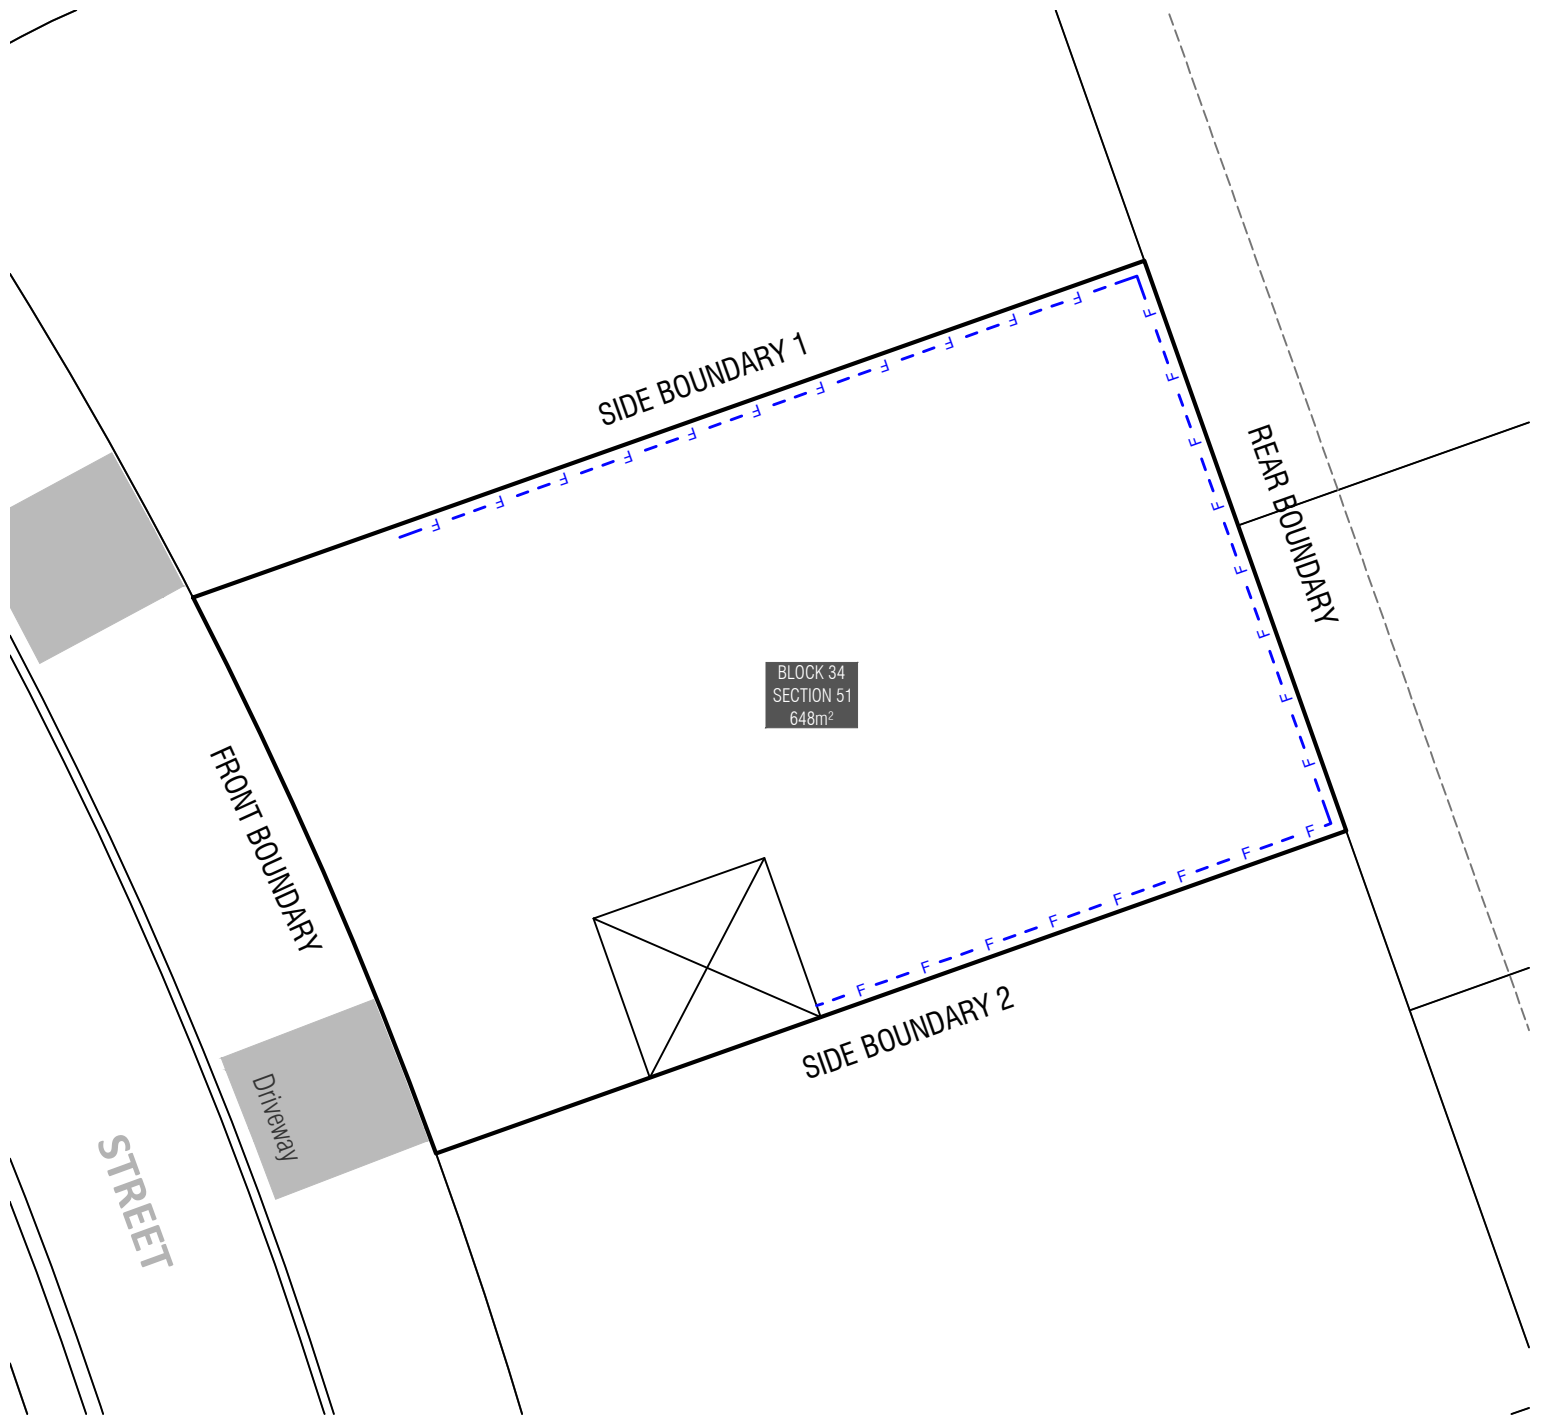 SIDE BOUNDARY 1
F F F F F F F F F F F
F F F F F F F F
REAR BOUNDARY
BLOCK 34
SECTION 51
648m²
FRONT BOUNDARY
F F F F F F F F
SIDE BOUNDARY 2
Driveway
STREET